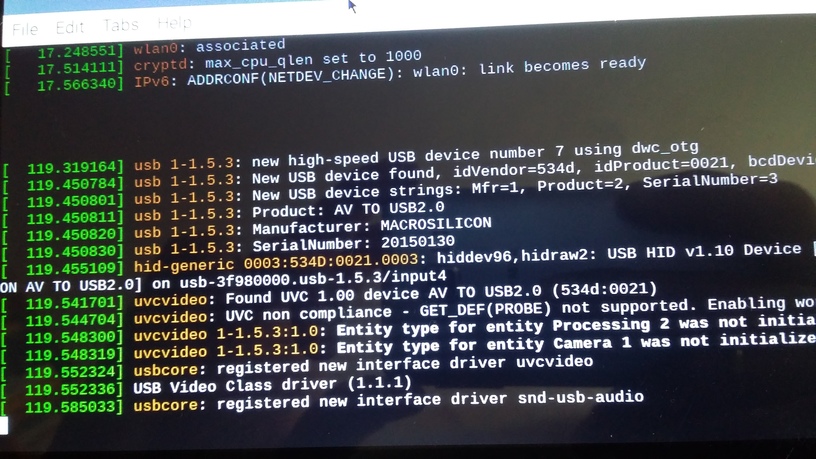 File Edit Tabs Help
[ 17.248551] wlan0: associated
[ 17.514111] cryptd: max_cpu_qlen set to 1000
[ 17.566340] IPv6: ADDRCONF(NETDEV_CHANGE): wlan0: link becomes ready
[ 119.319164] usb 1-1.5.3: new high-speed USB device number 7 using dwc_otg
[ 119.450784] usb 1-1.5.3: New USB device found, idVendor=534d, idProduct=0021, bcdDevi
[ 119.450801] usb 1-1.5.3: New USB device strings: Mfr=1, Product=2, SerialNumber=3
[ 119.450811] usb 1-1.5.3: Product: AV TO USB2.0
[ 119.450820] usb 1-1.5.3: Manufacturer: MACROSILICON
[ 119.450830] usb 1-1.5.3: SerialNumber: 20150130
[ 119.455109] hid-generic 0003:534D:0021.0003: hiddev96,hidraw2: USB HID v1.10 Device [
ON AV TO USB2.0] on usb-3f980000.usb-1.5.3/input4
[ 119.541701] uvcvideo: Found UVC 1.00 device AV TO USB2.0 (534d:0021)
[ 119.544704] uvcvideo: UVC non compliance - GET_DEF(PROBE) not supported. Enabling wo
[ 119.548300] uvcvideo 1-1.5.3:1.0: Entity type for entity Processing 2 was not initia
[ 119.548319] uvcvideo 1-1.5.3:1.0: Entity type for entity Camera 1 was not initialize
[ 119.552324] usbcore: registered new interface driver uvcvideo
[ 119.552336] USB Video Class driver (1.1.1)
[ 119.585033] usbcore: registered new interface driver snd-usb-audio